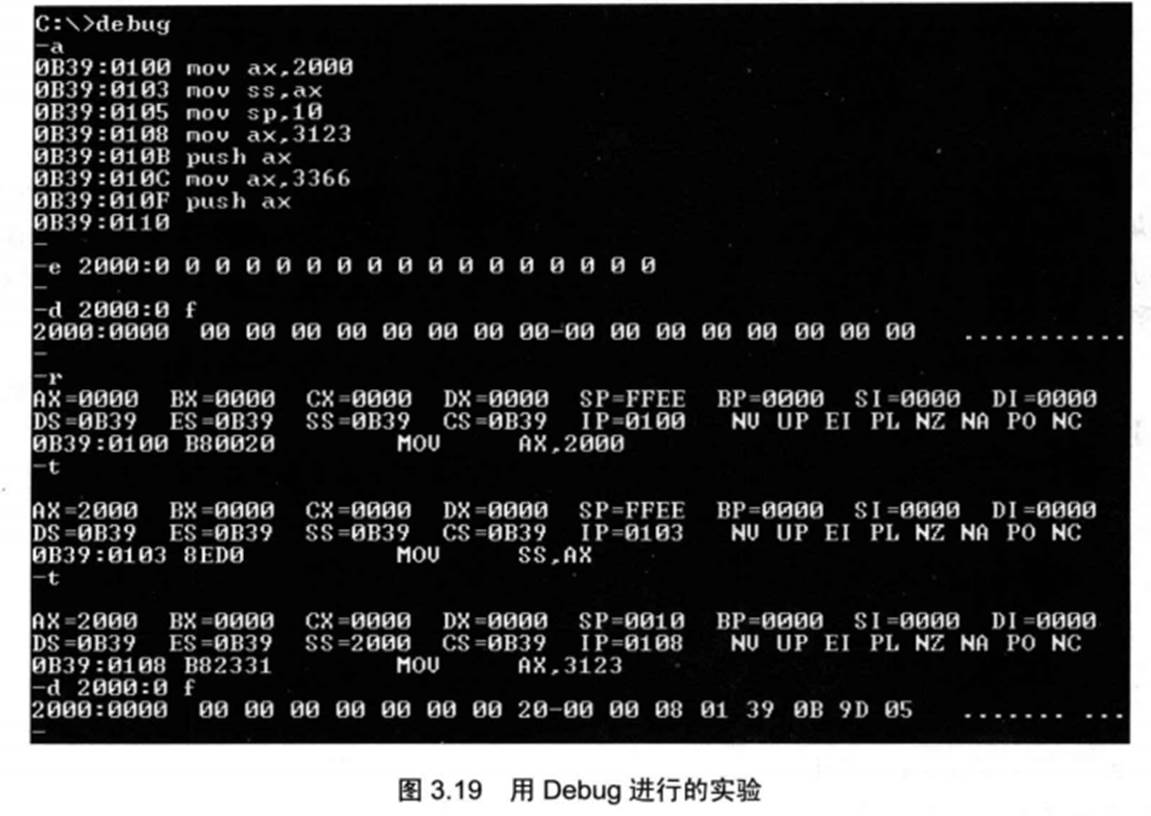 C:\>debug
-a
0B39:0100 mov ax,2000
0B39:0103 mov ss,ax
0B39:0105 mov sp,10
0B39:0108 mov ax,3123
0B39:010B push ax
0B39:010C mov ax,3366
0B39:010F push ax
0B39:0110
-
-e 2000:0 0 0 0 0 0 0 0 0 0 0 0 0 0 0 0 0
-
-d 2000:0 f
2000:0000 00 00 00 00 00 00 00 00-00 00 00 00 00 00 00 00 ...........
-
-r
AX=0000 BX=0000 CX=0000 DX=0000 SP=FFEE BP=0000 SI=0000 DI=0000
DS=0B39 ES=0B39 SS=0B39 CS=0B39 IP=0100 NV UP EI PL NZ NA PO NC
0B39:0100 B80020 MOV AX,2000
-t
AX=2000 BX=0000 CX=0000 DX=0000 SP=FFEE BP=0000 SI=0000 DI=0000
DS=0B39 ES=0B39 SS=0B39 CS=0B39 IP=0103 NV UP EI PL NZ NA PO NC
0B39:0103 8ED0 MOV SS,AX
-t
AX=2000 BX=0000 CX=0000 DX=0000 SP=0010 BP=0000 SI=0000 DI=0000
DS=0B39 ES=0B39 SS=2000 CS=0B39 IP=0108 NV UP EI PL NZ NA PO NC
0B39:0108 B82331 MOV AX,3123
-d 2000:0 f
2000:0000 00 00 00 00 00 00 00 20-00 00 08 01 39 0B 9D 05 ....... ...
-
图 3.19 用 Debug 进行的实验